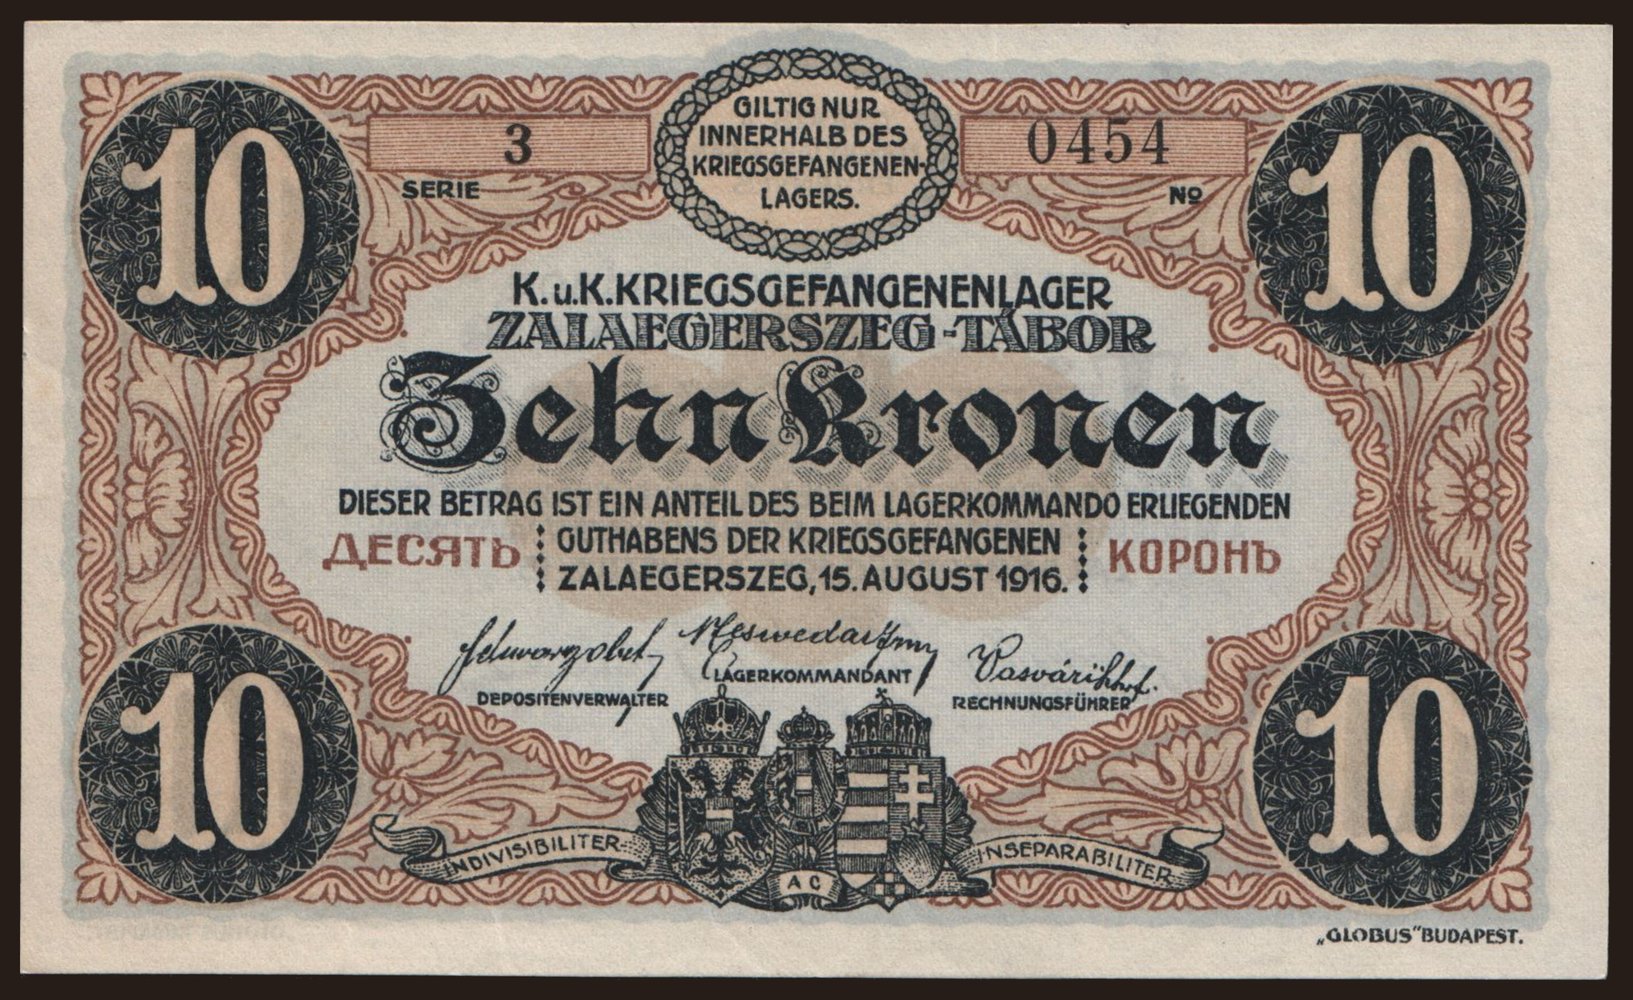 10
GILTIG NUR
INNERHALB DES
KRIEGSGEFANGENEN-
LAGERS.
10
3
SERIE
0454
No
K.u.K.KRIEGSGEFANGENENLAGER
ZALAEGERSZEG-TÁBOR
Zehn Kronen
DIESER BETRAG IST EIN ANTEIL DES BEIM LAGERKOMMANDO ERLIEGENDEN
GUTHABENS DER KRIEGSGEFANGENEN
ДЕСЯТЬ
КОРОНЪ
ZALAEGERSZEG, 15. AUGUST 1916.
DEPOSITENVERWALTER
LAGERKOMMANDANT
RECHNUNGSFÜHRER
10
10
INDIVISIBILITER
AC
INSEPARABILITER
„GLOBUS" BUDAPEST.